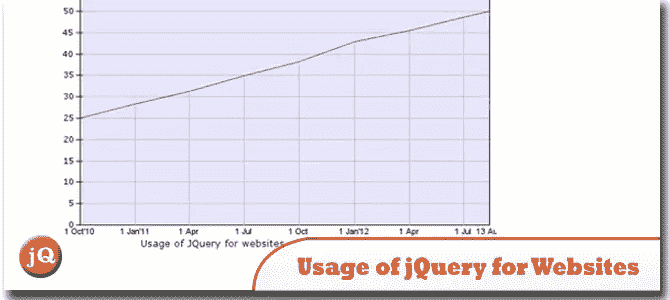 50
45
40
35
30
25
20
15
10
5
0
1 Oct'10 1 Jan'11 1 Apr 1 Jul 1 Oct 1 Jan'12 1 Apr 1 Jul 13 Au
Usage of JQuery for websites
jQ
Usage of jQuery for Websites